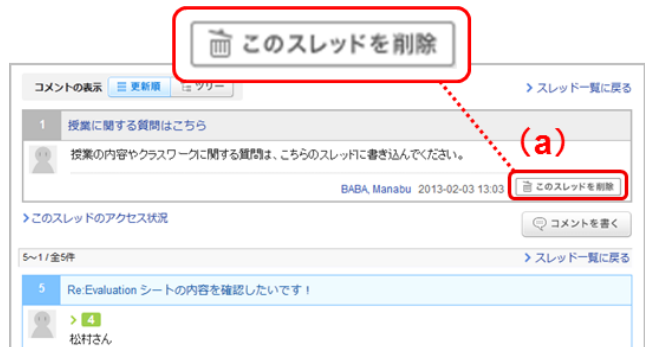 このスレッドを削除
コメントの表示 更新順 ツリー
スレッド一覧に戻る
1 授業に関する質問はこちら
(a)
授業の内容やクラスワークに関する質問は、こちらのスレッドに書き込んでください。
BABA, Manabu 2013-02-03 13:03 このスレッドを削除
このスレッドのアクセス状況
コメントを書く
5~1/全5件
スレッド一覧に戻る
5 Re:Evaluation シートの内容を確認したいです！
4
松村さん